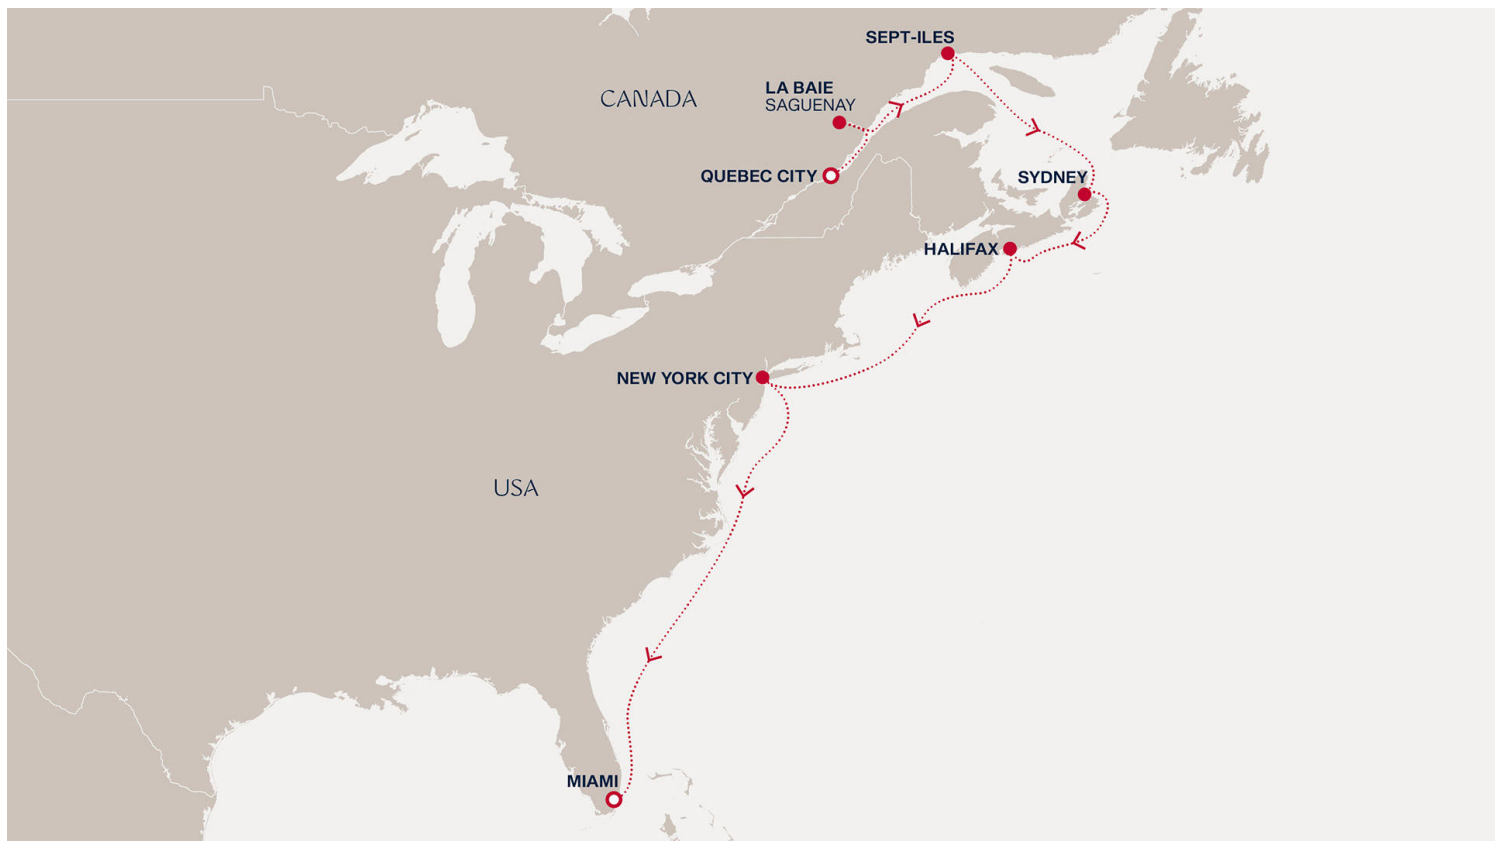 SEPT-ILES
CANADA
LA BAIE
SAGUENAY
QUEBEC CITY
SYDNEY
HALIFAX
NEW YORK CITY
USA
MIAMI